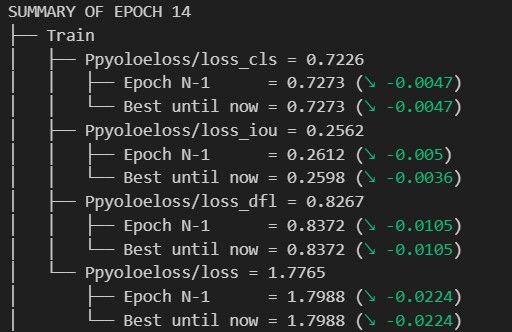 SUMMARY OF EPOCH 14
├── Train
│   ├── Ppyoloeloss/loss_cls = 0.7226
│   │   ├── Epoch N-1      = 0.7273 (↘ -0.0047)
│   │   └── Best until now = 0.7273 (↘ -0.0047)
│   ├── Ppyoloeloss/loss_iou = 0.2562
│   │   ├── Epoch N-1      = 0.2612 (↘ -0.005)
│   │   └── Best until now = 0.2598 (↘ -0.0036)
│   ├── Ppyoloeloss/loss_dfl = 0.8267
│   │   ├── Epoch N-1      = 0.8372 (↘ -0.0105)
│   │   └── Best until now = 0.8372 (↘ -0.0105)
│   └── Ppyoloeloss/loss = 1.7765
│       ├── Epoch N-1      = 1.7988 (↘ -0.0224)
│       └── Best until now = 1.7988 (↘ -0.0224)